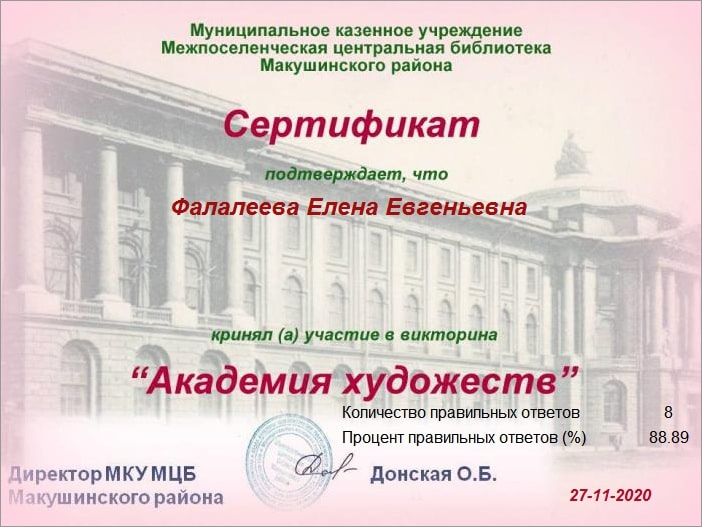 Муниципальное казенное учреждение
Межпоселенческая центральная библиотека
Макушинского района
Сертификат
подтверждает, что
Фалалеева Елена Евгеньевна
кринял (а) участие в викторина
“Академия художеств”
Количество правильных ответов 8
Процент правильных ответов (%) 88.89
Директор МКУ МЦБ Донская О.Б.
Макушинского района
27-11-2020